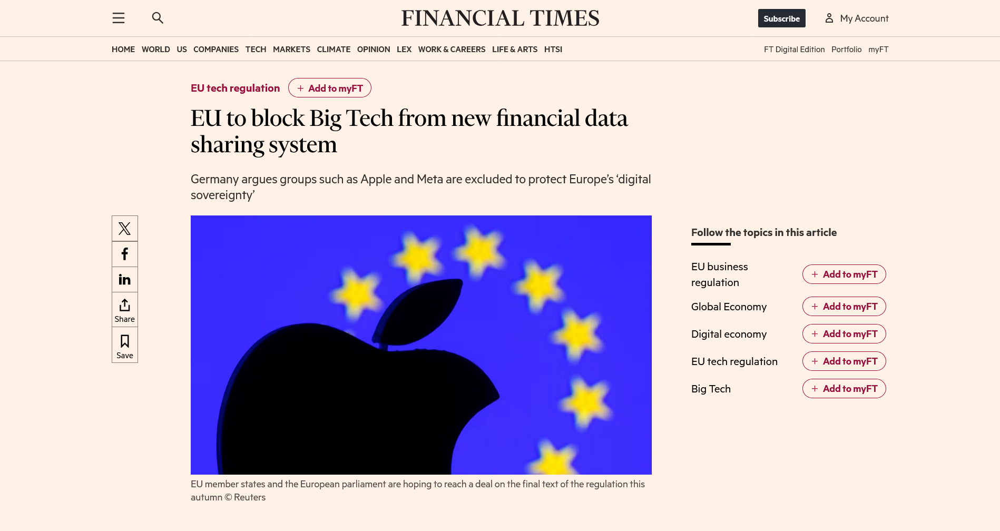 FINANCIAL TIMES
Subscribe
My Account
HOME WORLD US COMPANIES TECH MARKETS CLIMATE OPINION LEX WORK & CAREERS LIFE & ARTS HTSI
FT Digital Edition Portfolio myFT
EU tech regulation
+ Add to myFT
EU to block Big Tech from new financial data
sharing system
Germany argues groups such as Apple and Meta are excluded to protect Europe’s ‘digital
sovereignty’
Share
Save
EU member states and the European parliament are hoping to reach a deal on the final text of the regulation this
autumn © Reuters
Follow the topics in this article
EU business
regulation
+ Add to myFT
Global Economy
+ Add to myFT
Digital economy
+ Add to myFT
EU tech regulation
+ Add to myFT
Big Tech
+ Add to myFT